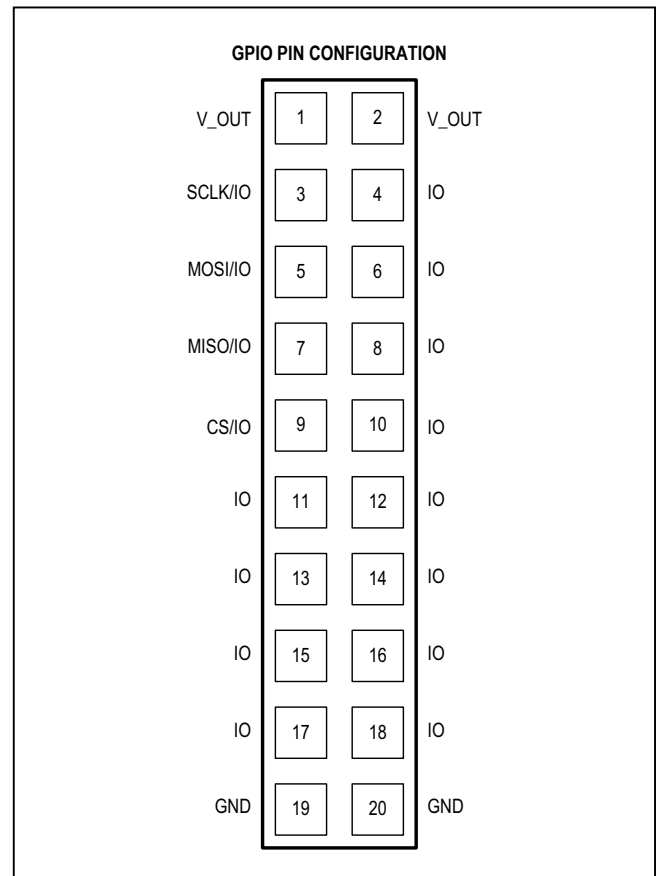 GPIO PIN CONFIGURATION
V_OUT 1 2 V_OUT
SCLK/IO 3 4 IO
MOSI/IO 5 6 IO
MISO/IO 7 8 IO
CS/IO 9 10 IO
IO 11 12 IO
IO 13 14 IO
IO 15 16 IO
IO 17 18 IO
GND 19 20 GND